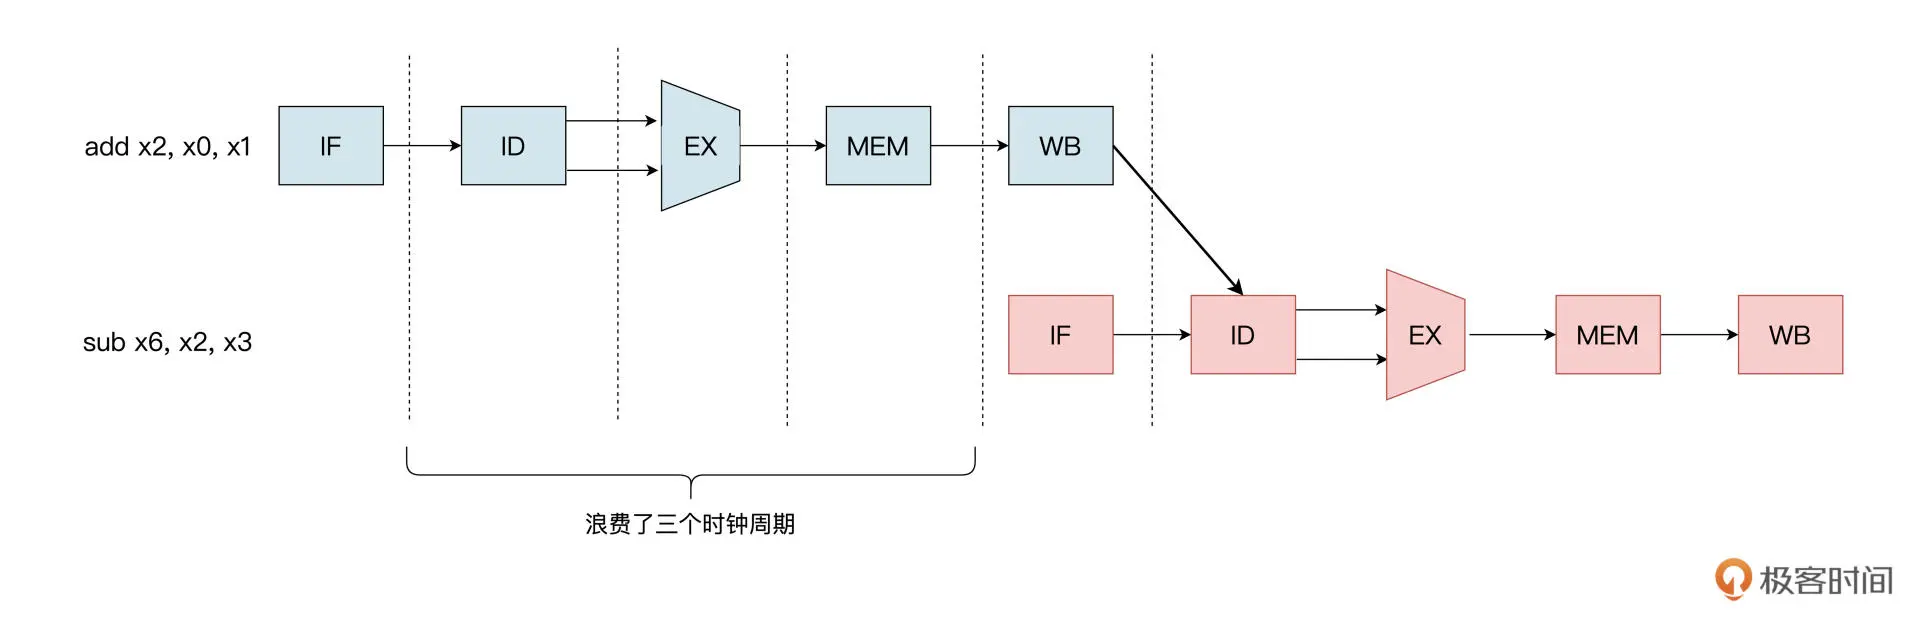 add x2, x0, x1 IF ID EX MEM WB
sub x6, x2, x3 IF ID EX MEM WB
浪费了三个时钟周期
极客时间